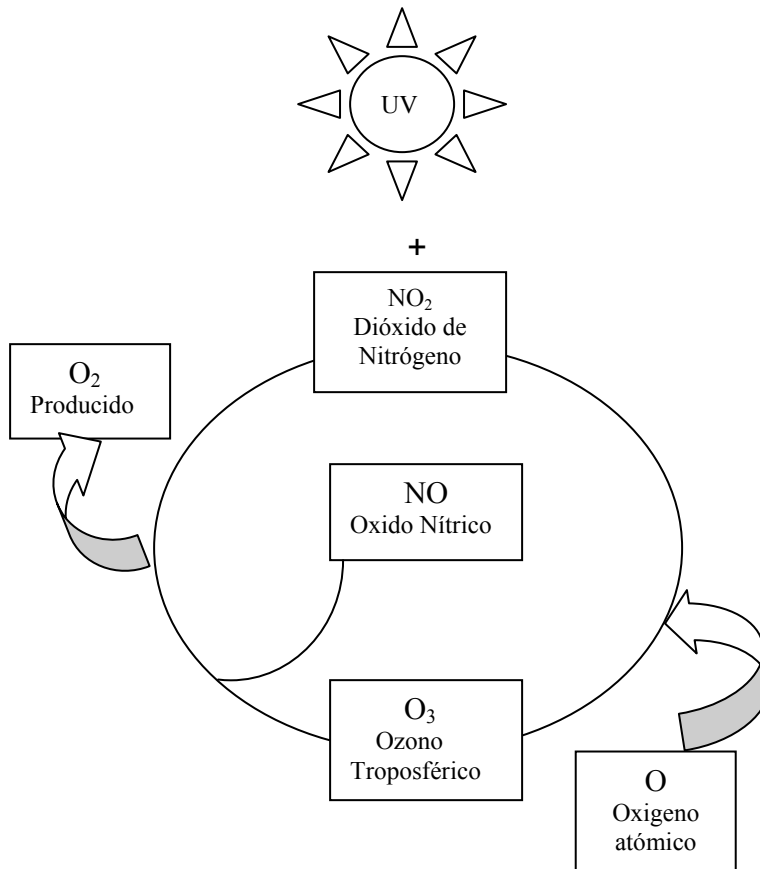 UV
+
NO₂
Dióxido de
Nitrógeno
O₂
Producido
NO
Oxido Nítrico
O₃
Ozono
Troposférico
O
Oxigeno
atómico